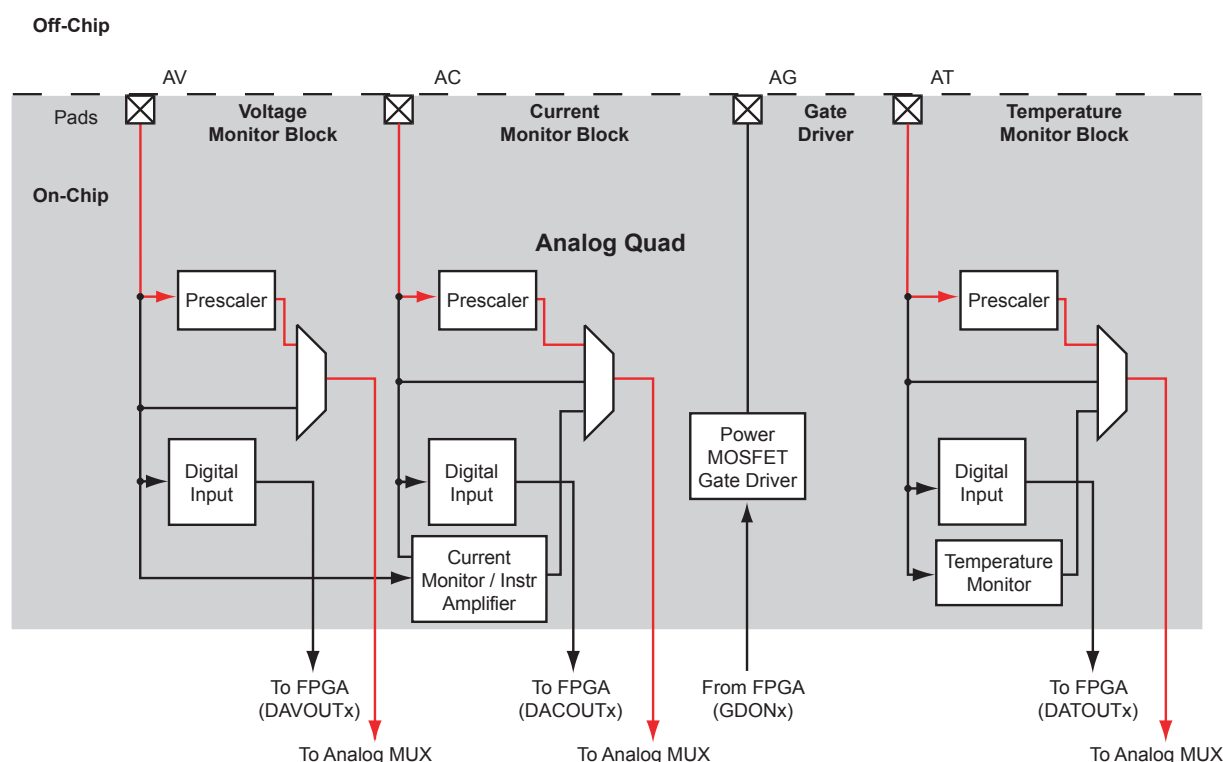 Off-Chip
AV
AC
AG
AT
Pads
Voltage
Monitor Block
Current
Monitor Block
Gate
Driver
Temperature
Monitor Block
On-Chip
Analog Quad
Prescaler
Prescaler
Prescaler
Power
MOSFET
Gate Driver
Digital
Input
Digital
Input
Digital
Input
Current
Monitor / Instr
Amplifier
Temperature
Monitor
To FPGA
(DAVOUTx)
To FPGA
(DACOUTx)
From FPGA
(GDONx)
To FPGA
(DATOUTx)
To Analog MUX
To Analog MUX
To Analog MUX